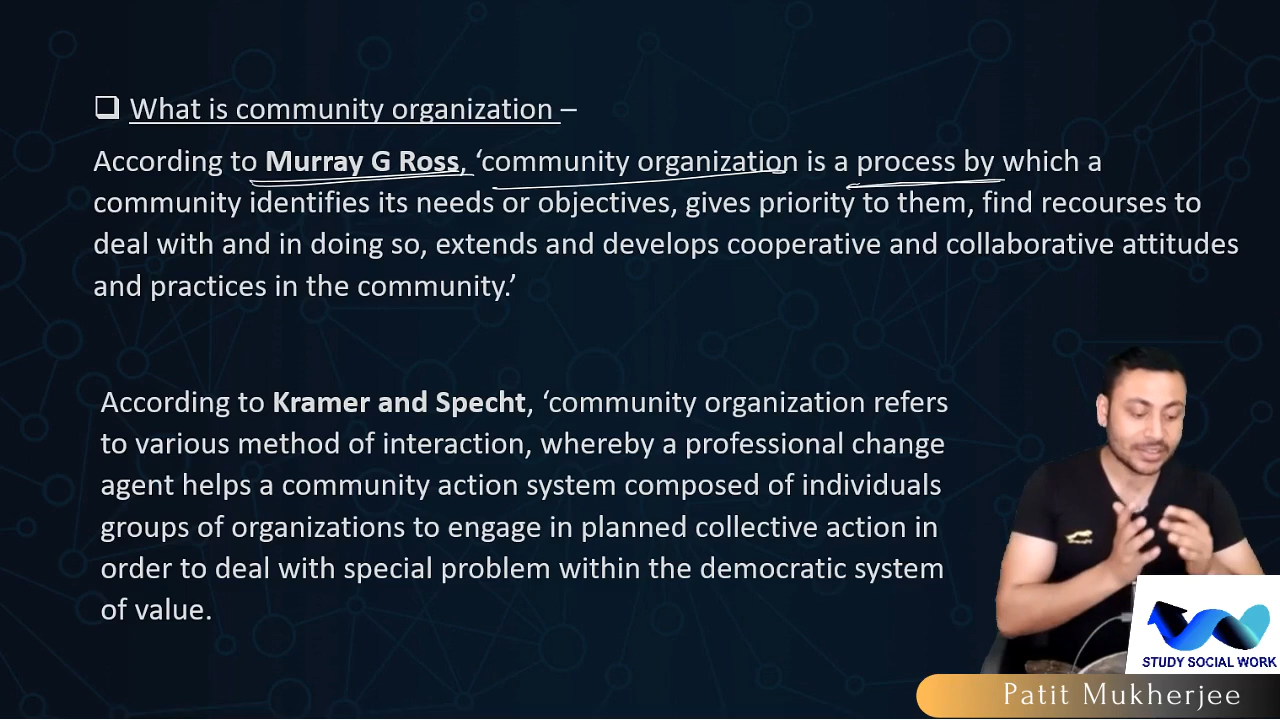 What is community organization –
According to Murray G Ross, ‘community organization is a process by which a
community identifies its needs or objectives, gives priority to them, find recourses to
deal with and in doing so, extends and develops cooperative and collaborative attitudes
and practices in the community.’
According to Kramer and Specht, ‘community organization refers
to various method of interaction, whereby a professional change
agent helps a community action system composed of individuals
groups of organizations to engage in planned collective action in
order to deal with special problem within the democratic system
of value.
STUDY SOCIAL WORK
Patit Mukherjee